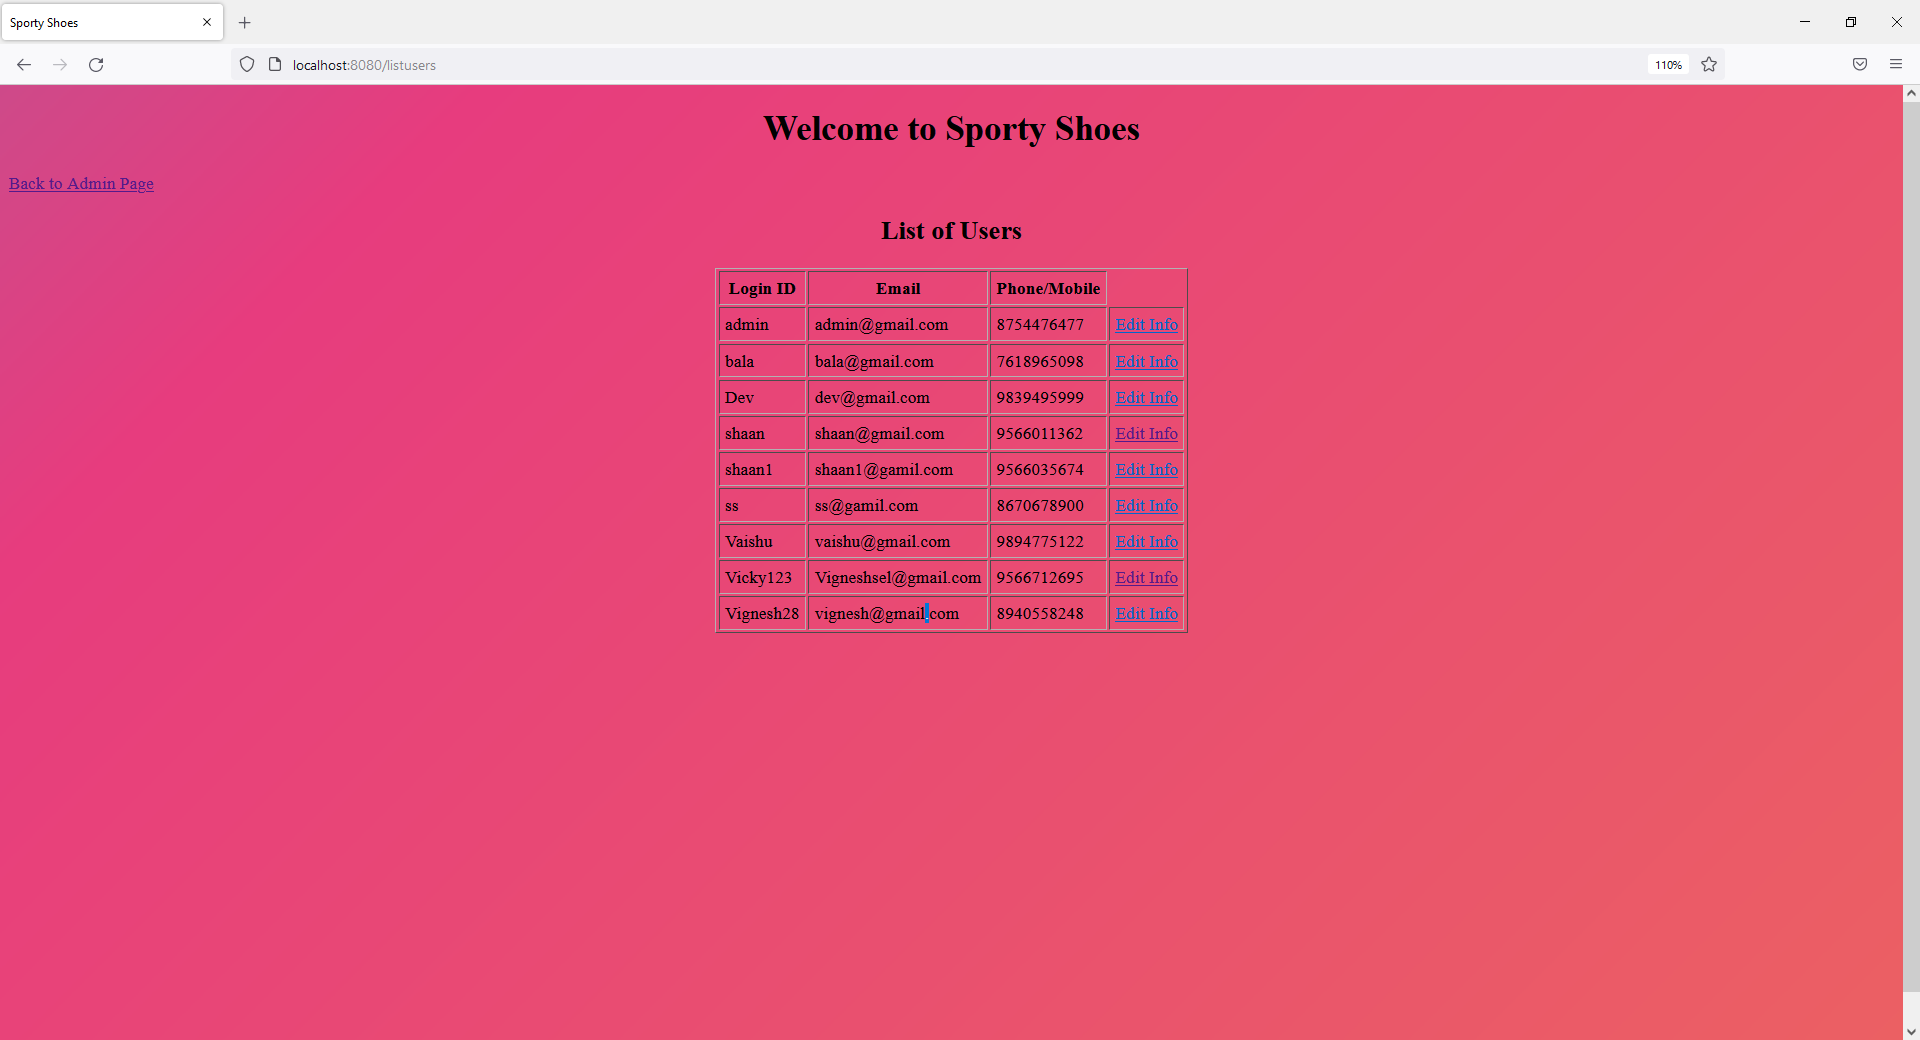 Sporty Shoes
localhost:8080/listusers
110%
Welcome to Sporty Shoes
Back to Admin Page
List of Users
Login ID Email Phone/Mobile
admin admin@gmail.com 8754476477 Edit Info
bala bala@gmail.com 7618965098 Edit Info
Dev dev@gmail.com 9839495999 Edit Info
shaan shaan@gmail.com 9566011362 Edit Info
shaan1 shaan1@gamil.com 9566035674 Edit Info
ss ss@gamil.com 8670678900 Edit Info
Vaishu vaishu@gmail.com 9894775122 Edit Info
Vicky123 Vigneshsel@gmail.com 9566712695 Edit Info
Vignesh28 vignesh@gmail.com 8940558248 Edit Info